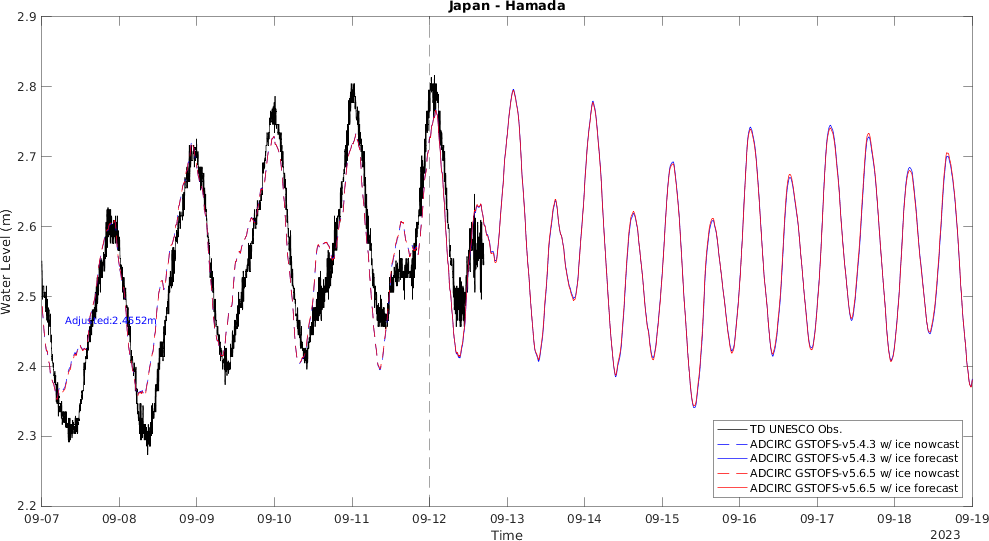 Japan - Hamada
2.9
2.8
2.7
2.6
2.5
2.4
2.3
2.2
Water Level (m)
Adjusted:2.4652m
TD UNESCO Obs.
ADCIRC GSTOFS-v5.4.3 w/ ice nowcast
ADCIRC GSTOFS-v5.4.3 w/ ice forecast
ADCIRC GSTOFS-v5.6.5 w/ ice nowcast
ADCIRC GSTOFS-v5.6.5 w/ ice forecast
09-07 09-08 09-09 09-10 09-11 09-12 09-13 09-14 09-15 09-16 09-17 09-18 09-19
Time
2023